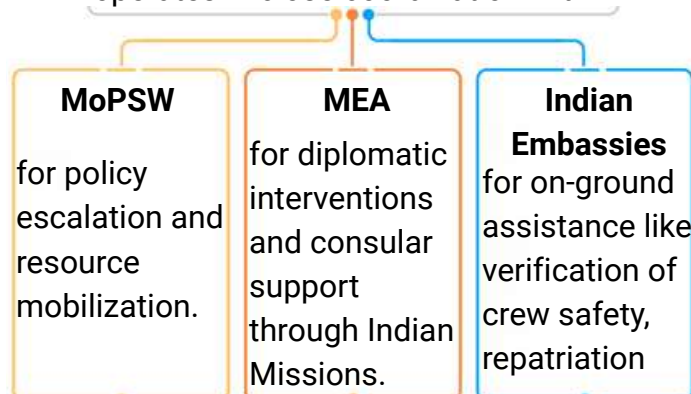 MoPSW
for policy
escalation and
resource
mobilization.
MEA
for diplomatic
interventions
and consular
support
through Indian
Missions.
Indian
Embassies
for on-ground
assistance like
verification of
crew safety,
repatriation